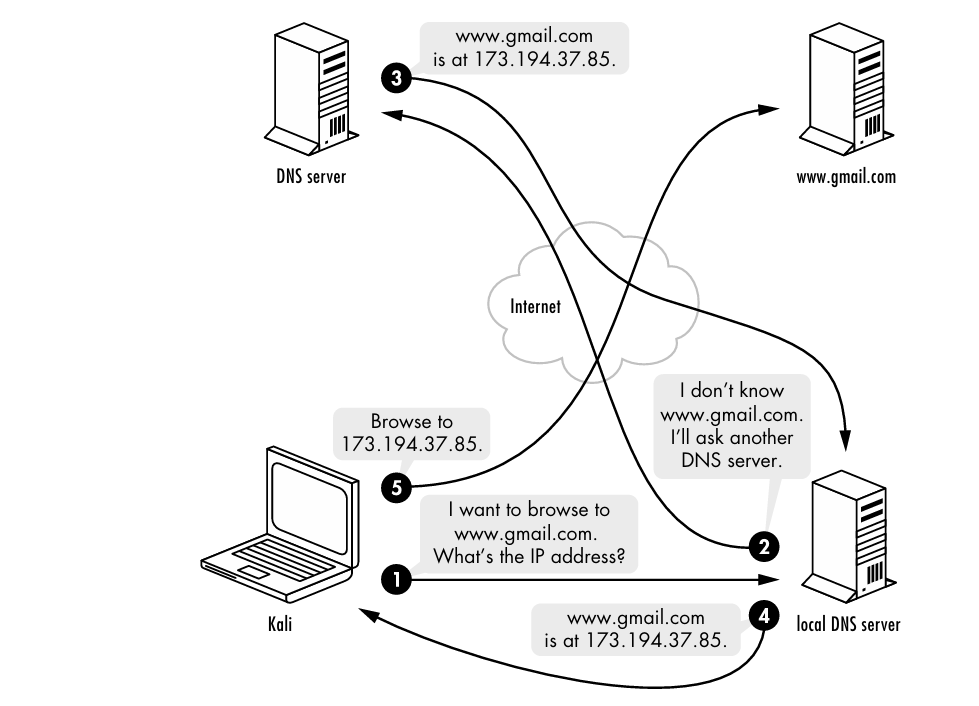 www.gmail.com
is at 173.194.37.85.
3
DNS server
www.gmail.com
Internet
I don't know
www.gmail.com.
I'll ask another
DNS server.
Browse to
173.194.37.85.
5
I want to browse to
www.gmail.com.
What's the IP address?
2
1
www.gmail.com
is at 173.194.37.85.
4
Kali
local DNS server